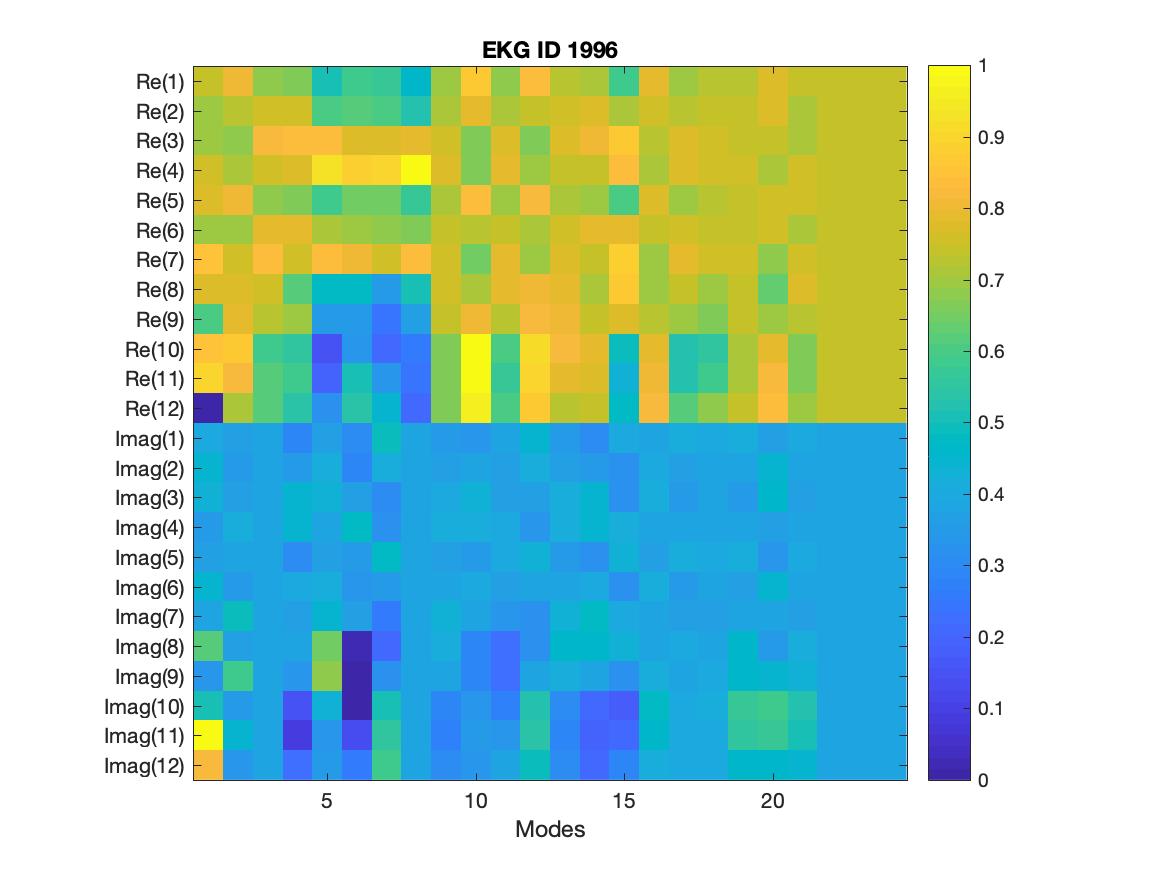 EKG ID 1996
Re(1)
Re(2)
Re(3)
Re(4)
Re(5)
Re(6)
Re(7)
Re(8)
Re(9)
Re(10)
Re(11)
Re(12)
Imag(1)
Imag(2)
Imag(3)
Imag(4)
Imag(5)
Imag(6)
Imag(7)
Imag(8)
Imag(9)
Imag(10)
Imag(11)
Imag(12)
5 10 15 20
Modes
1
0.9
0.8
0.7
0.6
0.5
0.4
0.3
0.2
0.1
0